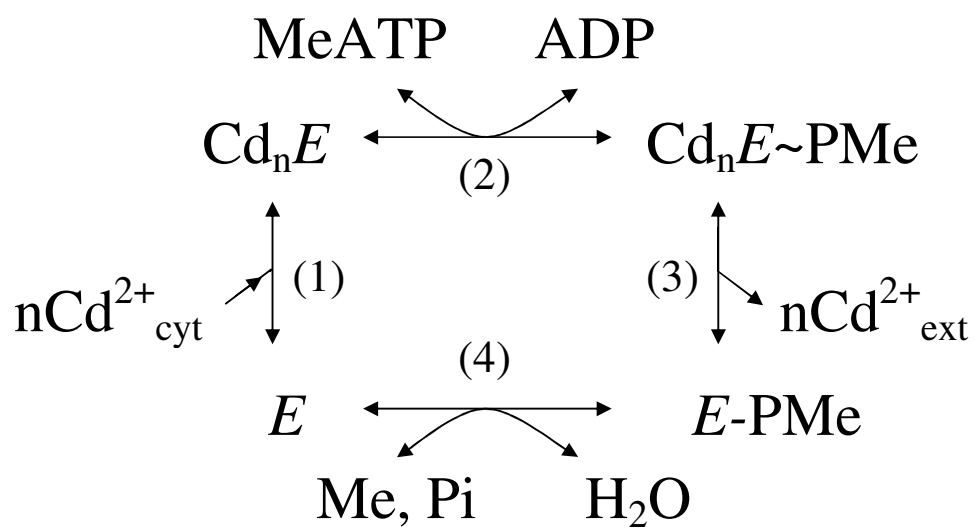 MeATP ADP
CdₙE CdₙE~PMe
(2)
(1) (3)
nCd²⁺cyt nCd²⁺ext
(4)
E E-PMe
Me, Pi H₂O